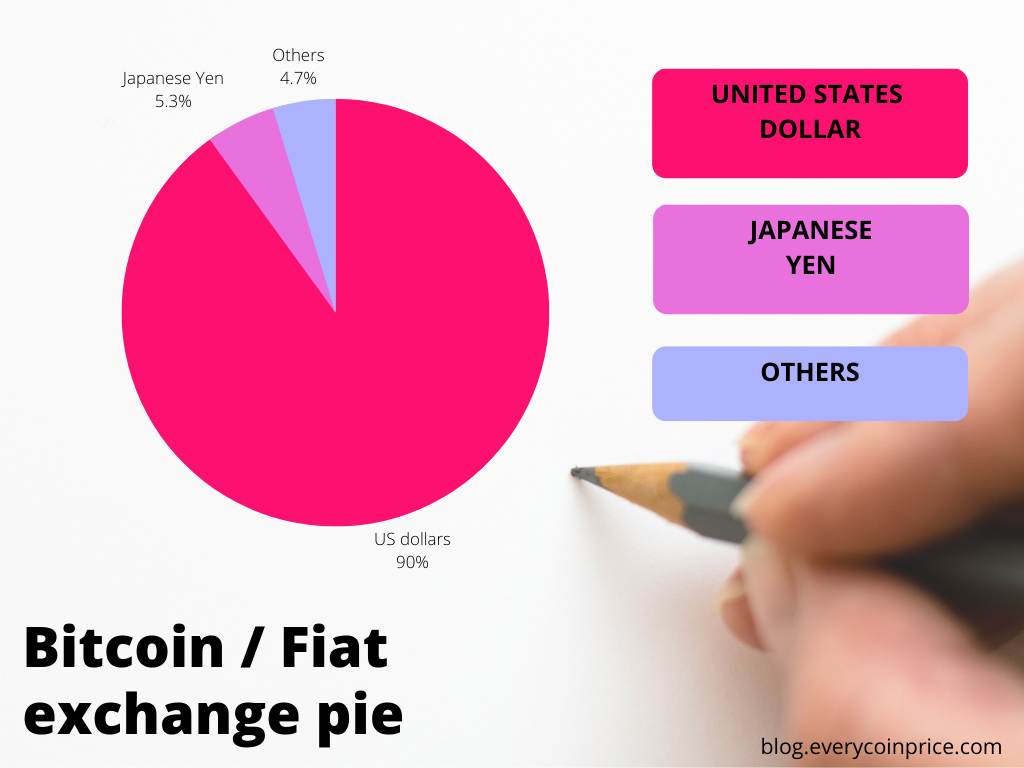 Others
4.7%
Japanese Yen
5.3%
US dollars
90%
UNITED STATES
DOLLAR
JAPANESE
YEN
OTHERS
Bitcoin / Fiat
exchange pie
blog.everycoinprice.com